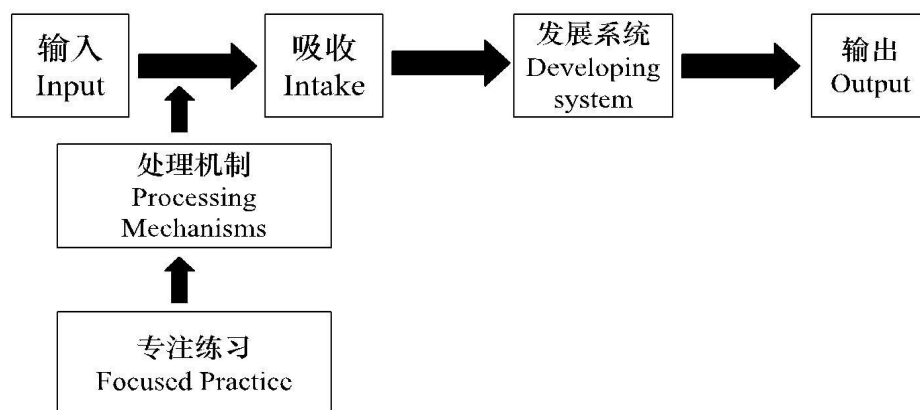 输入
Input
吸收
Intake
发展系统
Developing
system
输出
Output
处理机制
Processing
Mechanisms
专注练习
Focused Practice